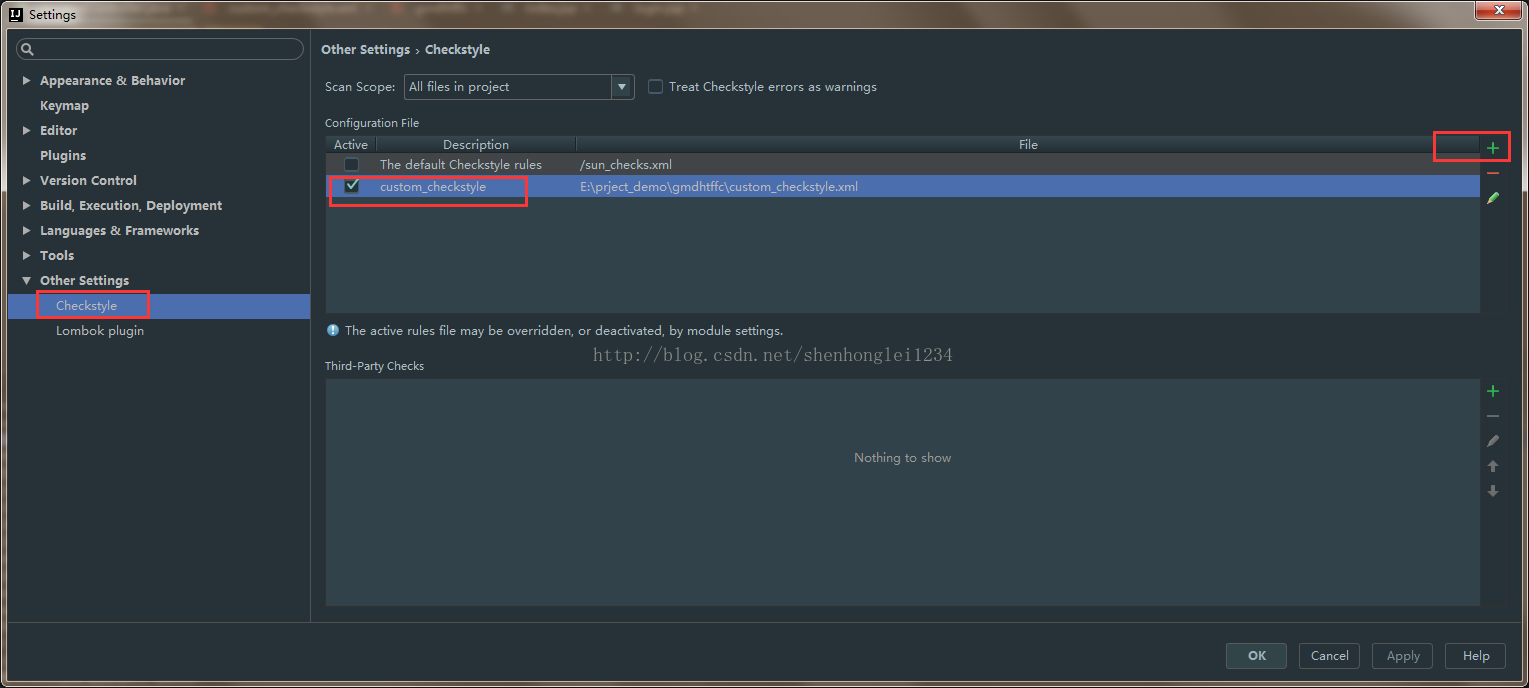 Settings
Other Settings › Checkstyle
Appearance & Behavior
Keymap
Editor
Plugins
Version Control
Build, Execution, Deployment
Languages & Frameworks
Tools
Other Settings
Checkstyle
Lombok plugin
Scan Scope: All files in project Treat Checkstyle errors as warnings
Configuration File
Active Description File
The default Checkstyle rules /sun_checks.xml
custom_checkstyle E:\prject_demo\gmdhtffc\custom_checkstyle.xml
The active rules file may be overridden, or deactivated, by module settings.
http://blog.csdn.net/shenhonglei1234
Third-Party Checks
Nothing to show
OK Cancel Apply Help